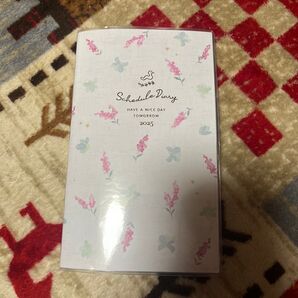 Schedule Diary
HAVE A NICE DAY
TOMORROW
2025